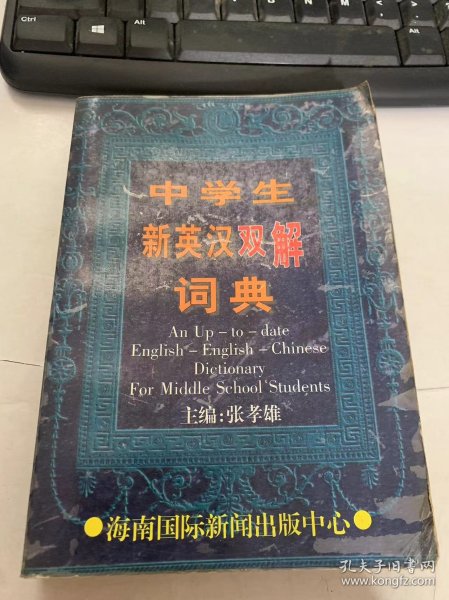 Ctrl
Alt
Alt
中学生
新英汉双解
词典
An Up-to-date
English-English-Chinese
Dictionary
For Middle School Students
主编:张孝雄
●海南国际新闻出版中心●
孔夫子旧书网
www.kongfz.com